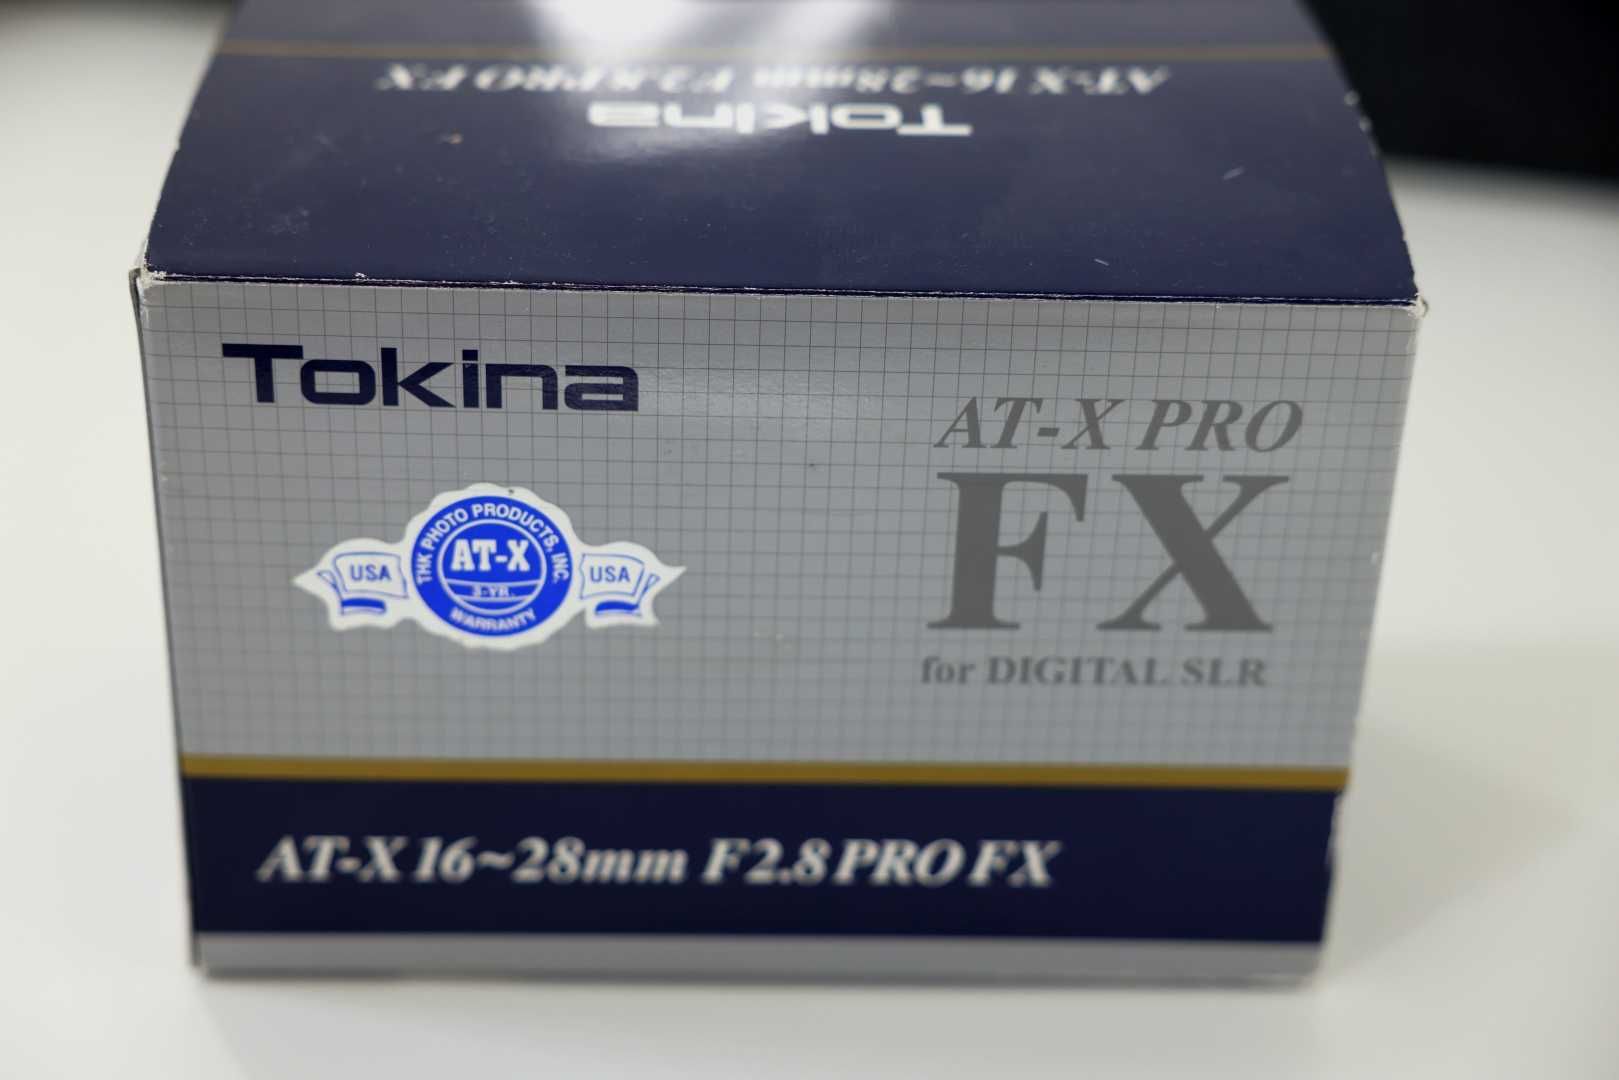 AT-X 16~28mm F2.8 PRO FX
Tokina
Tokina
AT-X PRO
FX
for DIGITAL SLR
THK PHOTO PRODUCTS, INC.
USA
AT-X
USA
3-YR.
WARRANTY
AT-X 16~28mm F2.8 PRO FX